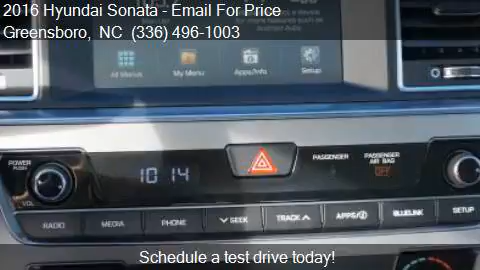 2016 Hyundai Sonata - Email For Price
Greensboro, NC (336) 496-1003
All Menus My Menu Apps/Info Setup
POWER
PUSH
VOL
10:14
PASSENGER
PASSENGER
AIR BAG
OFF
RADIO MEDIA PHONE ∨ SEEK TRACK ∧ APPS/ⓘ BLUELINK SETUP
Schedule a test drive today!